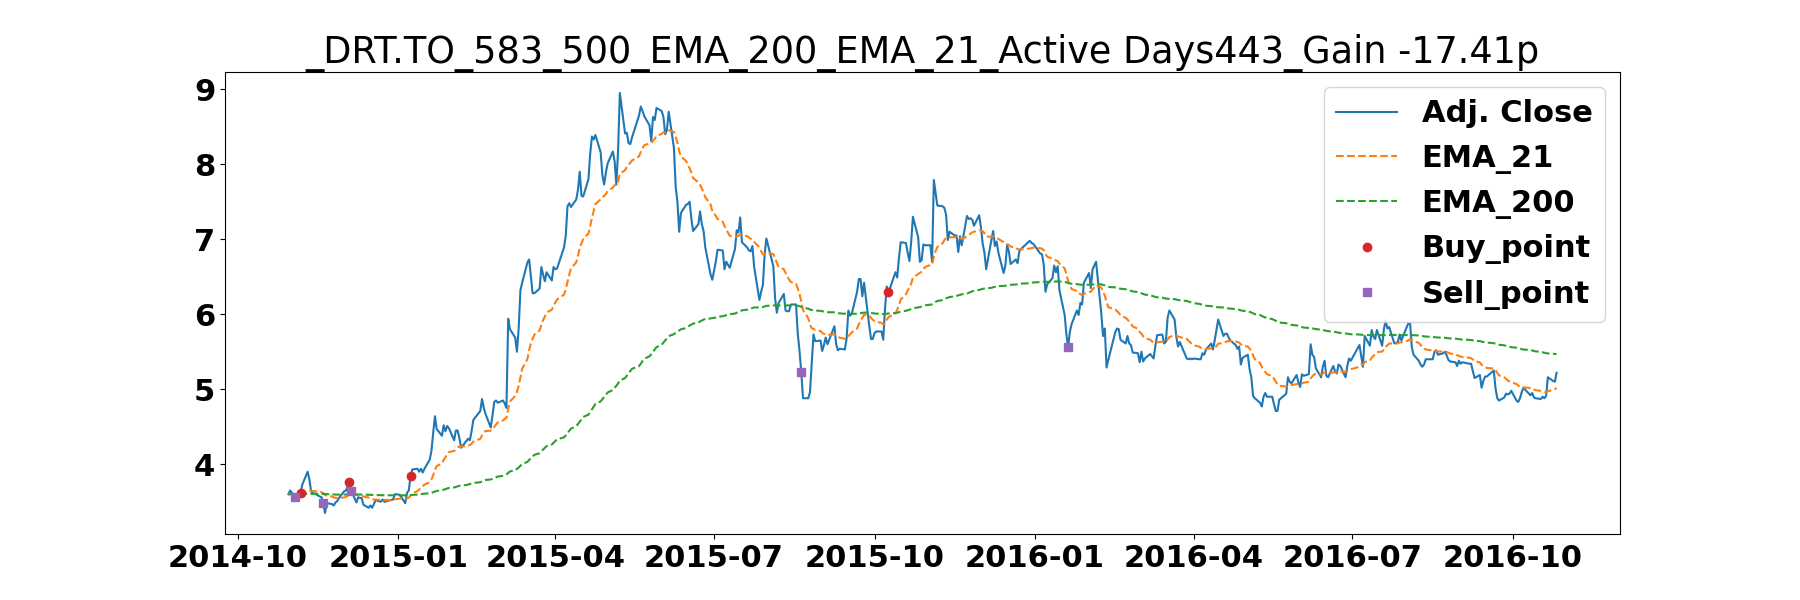 _DRT.TO_583_500_EMA_200_EMA_21_Active Days443_Gain -17.41p
9
8
7
6
5
4
Adj. Close
EMA_21
EMA_200
Buy_point
Sell_point
2014-10 2015-01 2015-04 2015-07 2015-10 2016-01 2016-04 2016-07 2016-10